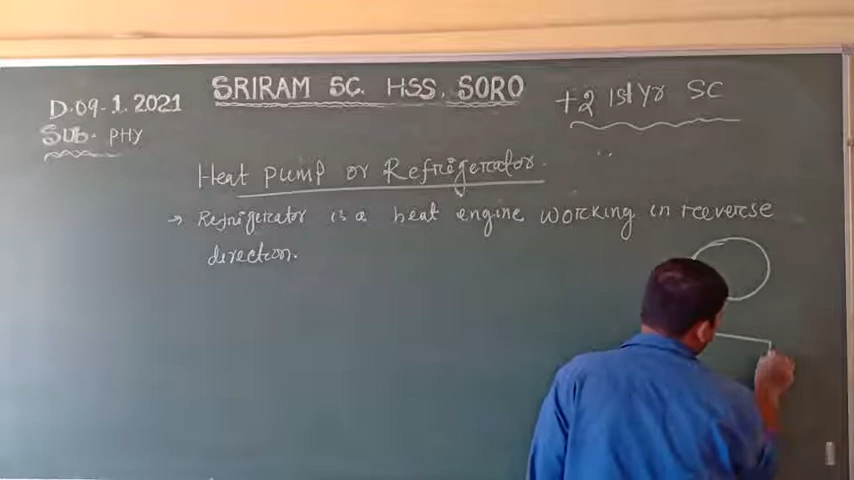 D. 09-1. 2021
SRIRAM SC. HSS. SORO
+2 1st Yr SC
SUB. PHY
Heat PUMP or Refrigerator.
→ Refrigerator is a heat engine working in reeverse
direction.